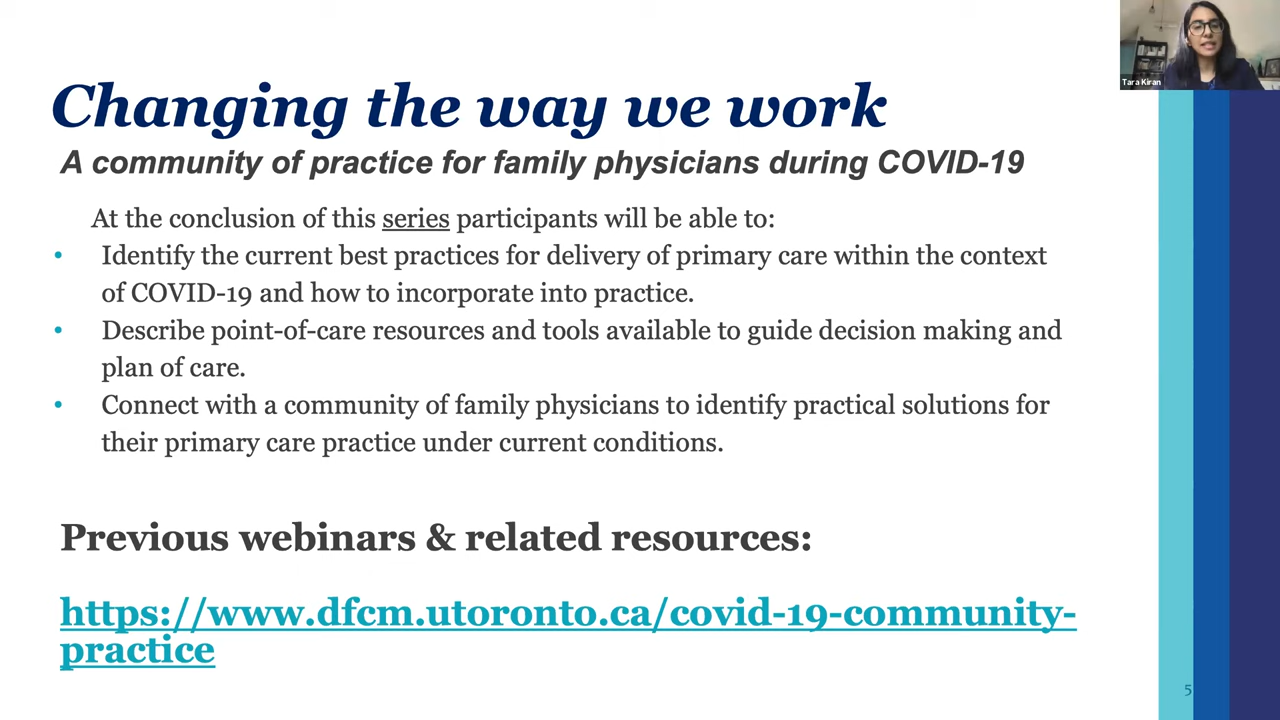 Tara Kiran
Changing the way we work
A community of practice for family physicians during COVID-19
At the conclusion of this series participants will be able to:
• Identify the current best practices for delivery of primary care within the context
of COVID-19 and how to incorporate into practice.
• Describe point-of-care resources and tools available to guide decision making and
plan of care.
• Connect with a community of family physicians to identify practical solutions for
their primary care practice under current conditions.
Previous webinars & related resources:
https://www.dfcm.utoronto.ca/covid-19-community-
practice
5